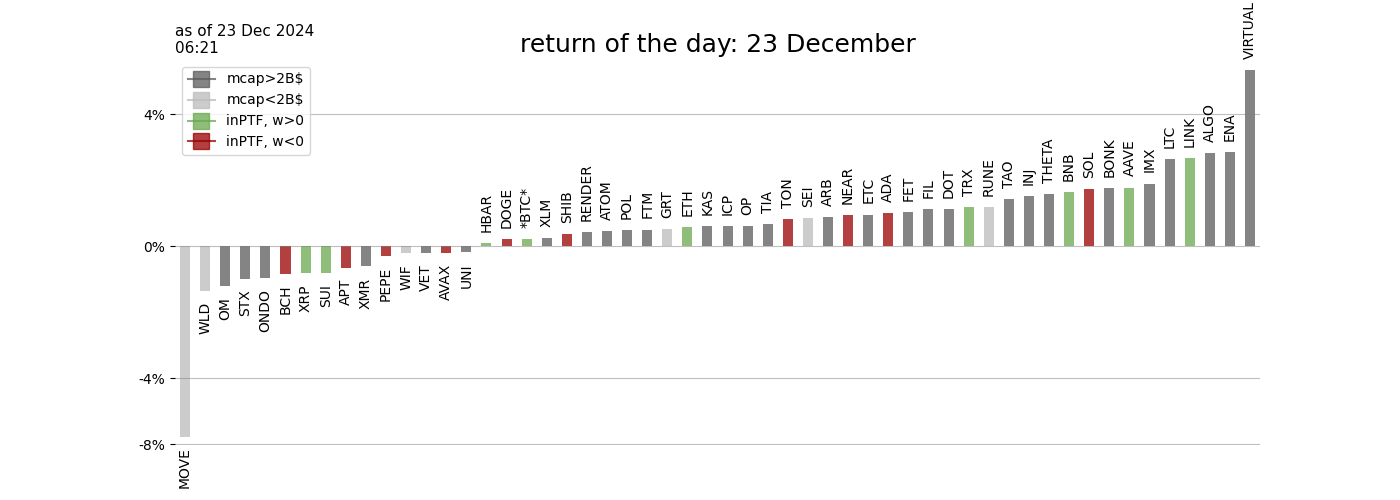 as of 23 Dec 2024
06:21
return of the day: 23 December
mcap>2B$
mcap<2B$
inPTF, w>0
inPTF, w<0
4%
0%
-4%
-8%
MOVE
WLD
OM
STX
ONDO
BCH
XRP
SUI
APT
XMR
PEPE
WIF
VET
AVAX
UNI
HBAR
DOGE
*BTC*
XLM
SHIB
RENDER
ATOM
POL
FTM
GRT
ETH
KAS
ICP
OP
TIA
TON
SEI
ARB
NEAR
ETC
ADA
FET
FIL
DOT
TRX
RUNE
TAO
INJ
THETA
BNB
SOL
BONK
AAVE
IMX
LTC
LINK
ALGO
ENA
VIRTUAL